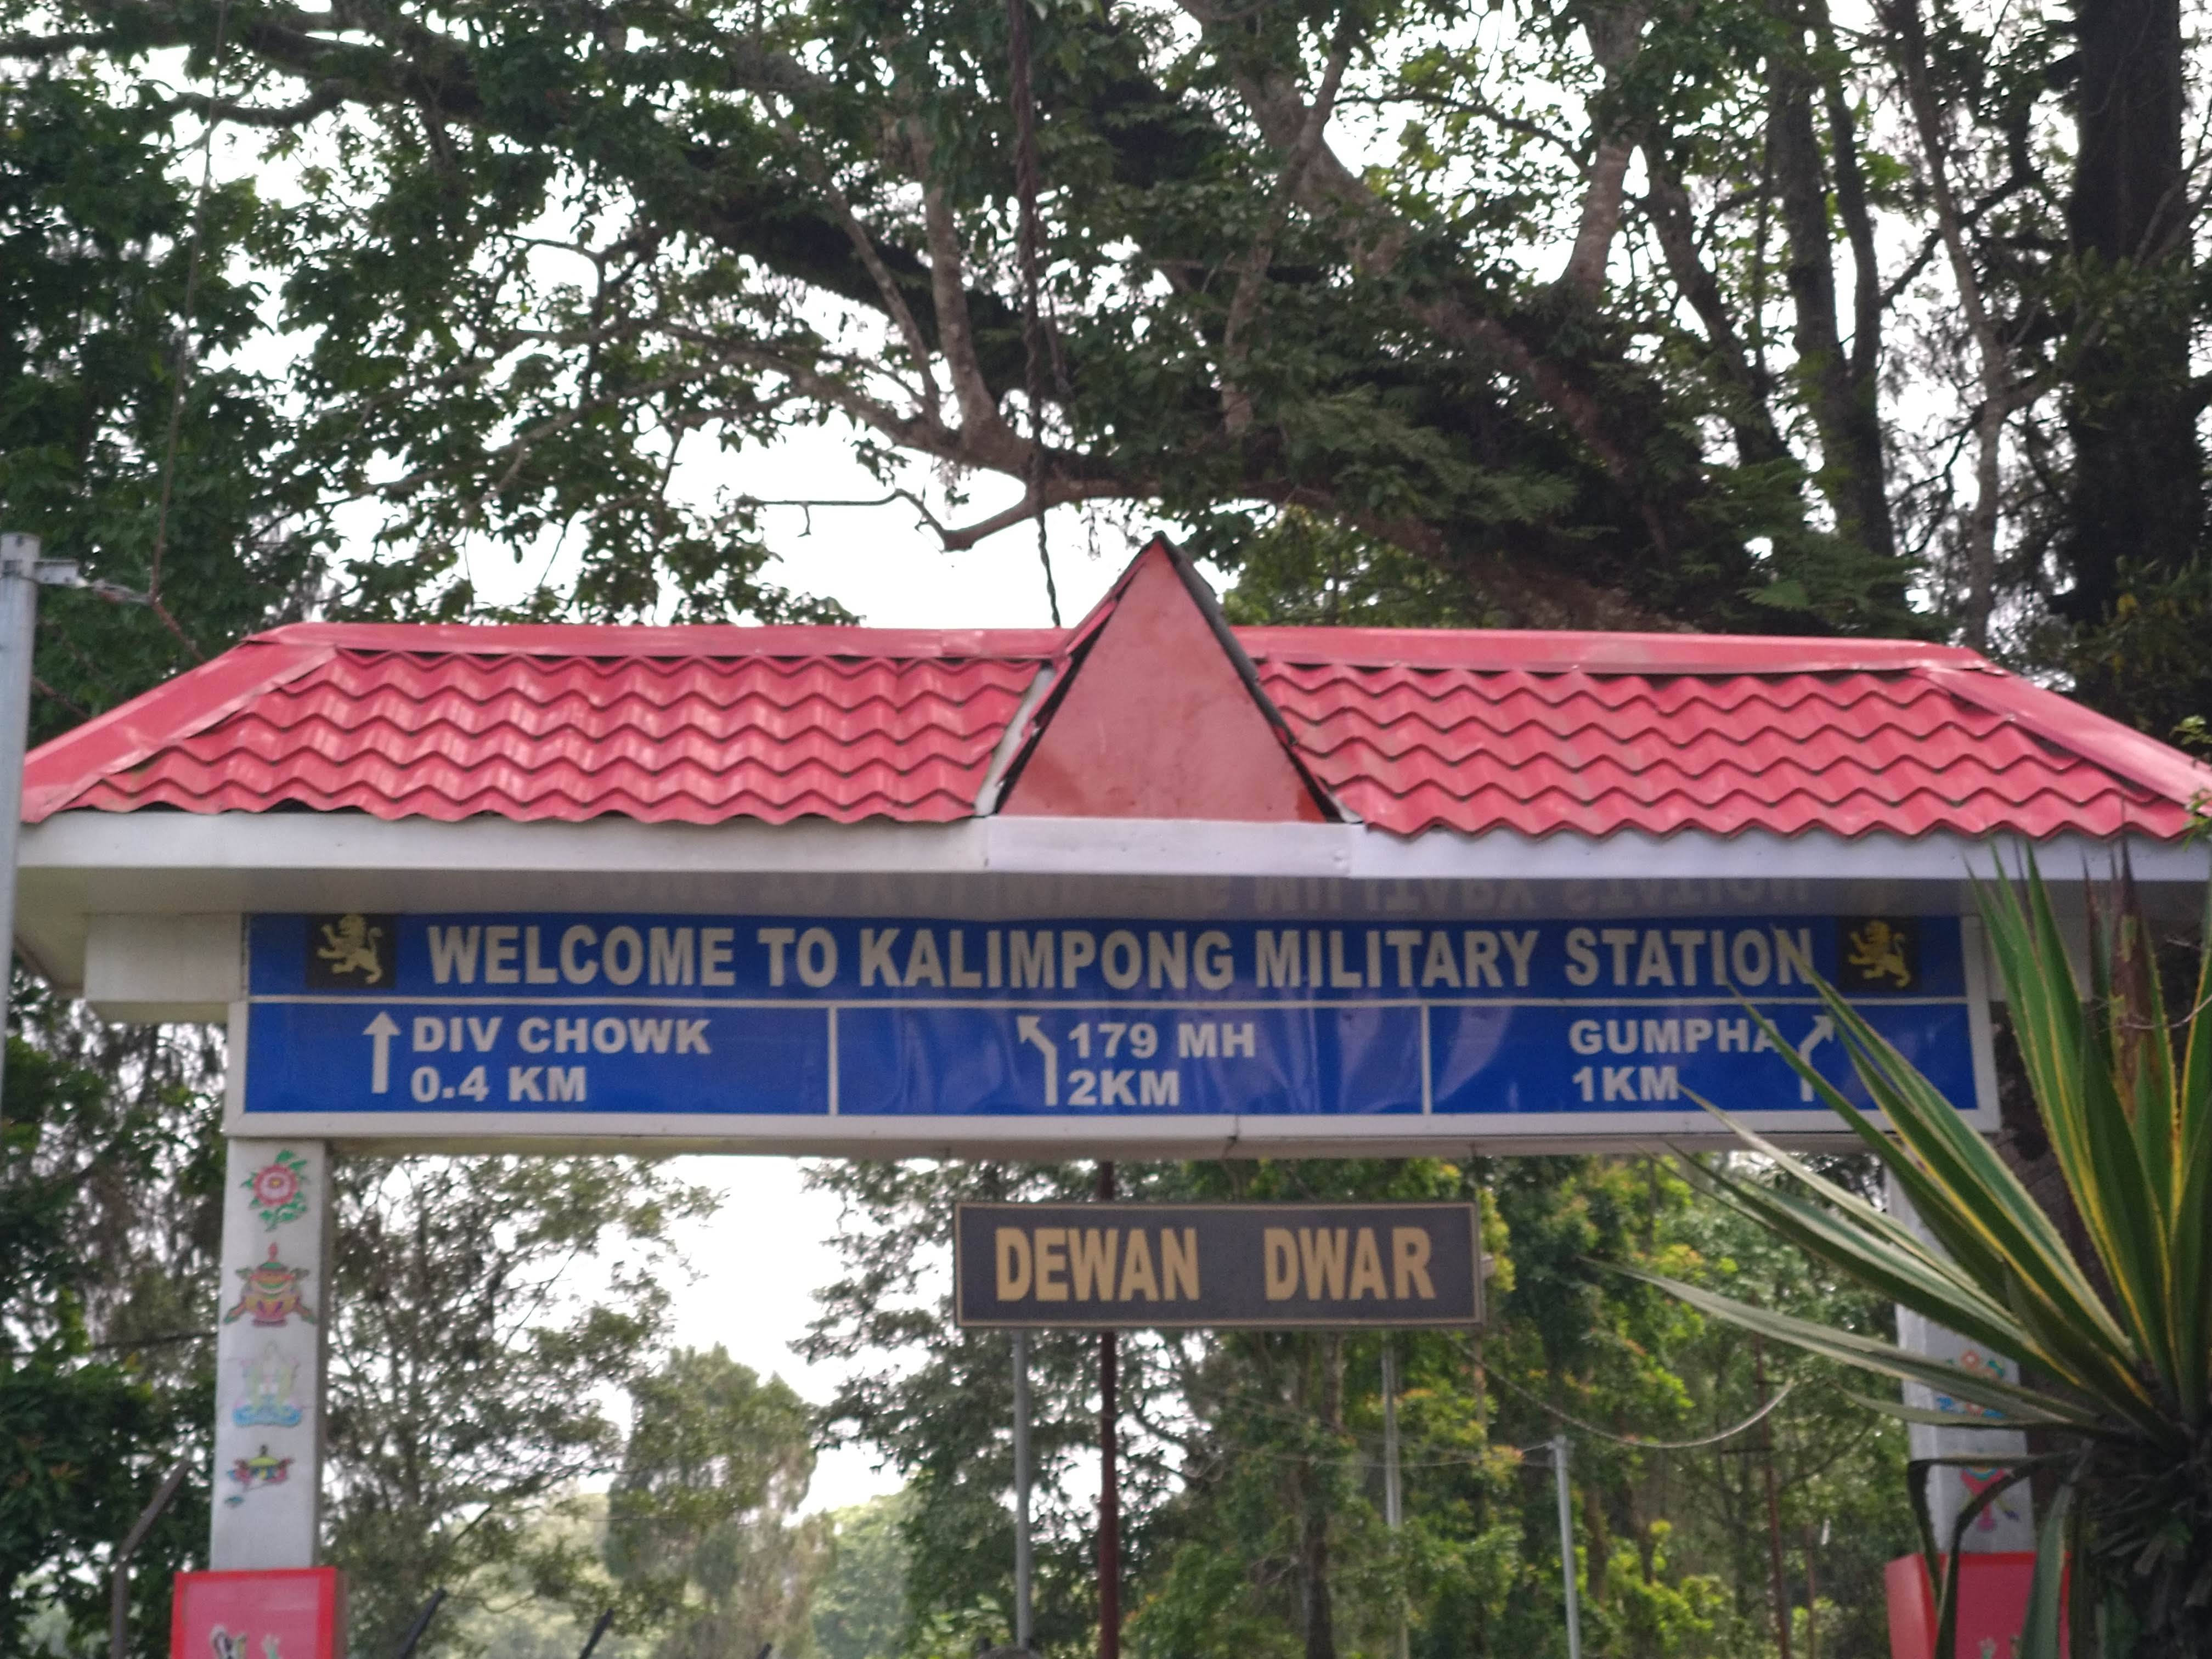 WELCOME TO KALIMPONG MILITARY STATION
DIV CHOWK
0.4 KM
179 MH
2KM
GUMPHA
1KM
DEWAN DWAR